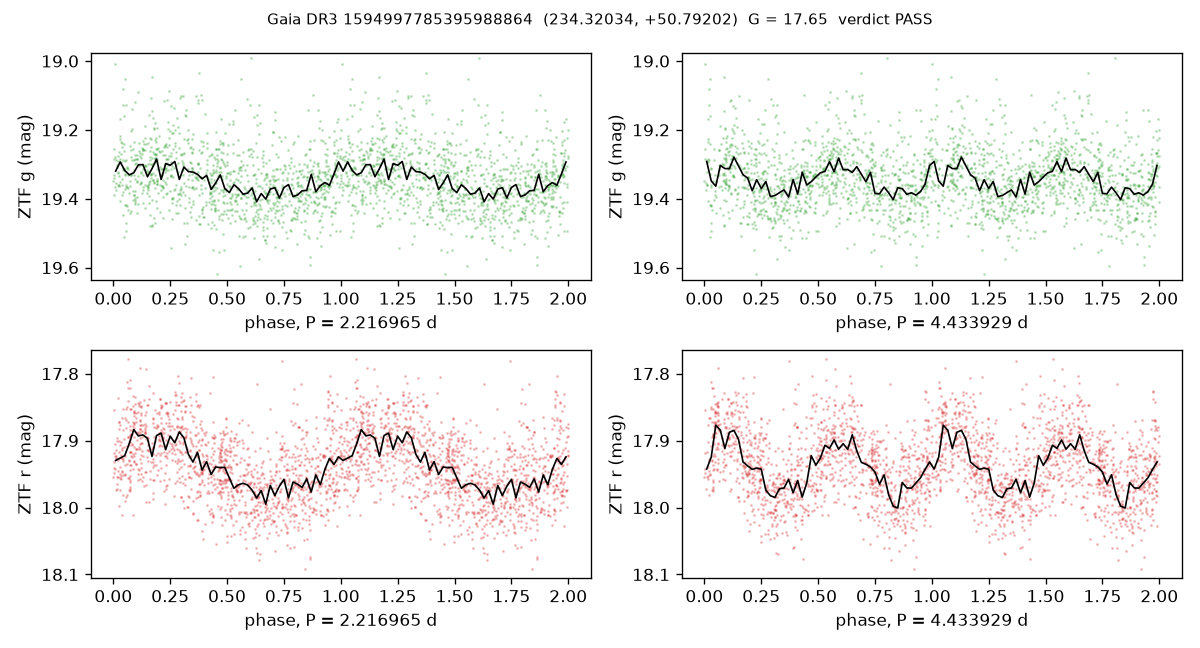 Gaia DR3 1594997785395988864 (234.32034, +50.79202) G = 17.65 verdict PASS
ZTF g (mag)
19.0
19.2
19.4
19.6
0.00 0.25 0.50 0.75 1.00 1.25 1.50 1.75 2.00
phase, P = 2.216965 d
ZTF g (mag)
19.0
19.2
19.4
19.6
0.00 0.25 0.50 0.75 1.00 1.25 1.50 1.75 2.00
phase, P = 4.433929 d
ZTF r (mag)
17.8
17.9
18.0
18.1
0.00 0.25 0.50 0.75 1.00 1.25 1.50 1.75 2.00
phase, P = 2.216965 d
ZTF r (mag)
17.8
17.9
18.0
18.1
0.00 0.25 0.50 0.75 1.00 1.25 1.50 1.75 2.00
phase, P = 4.433929 d